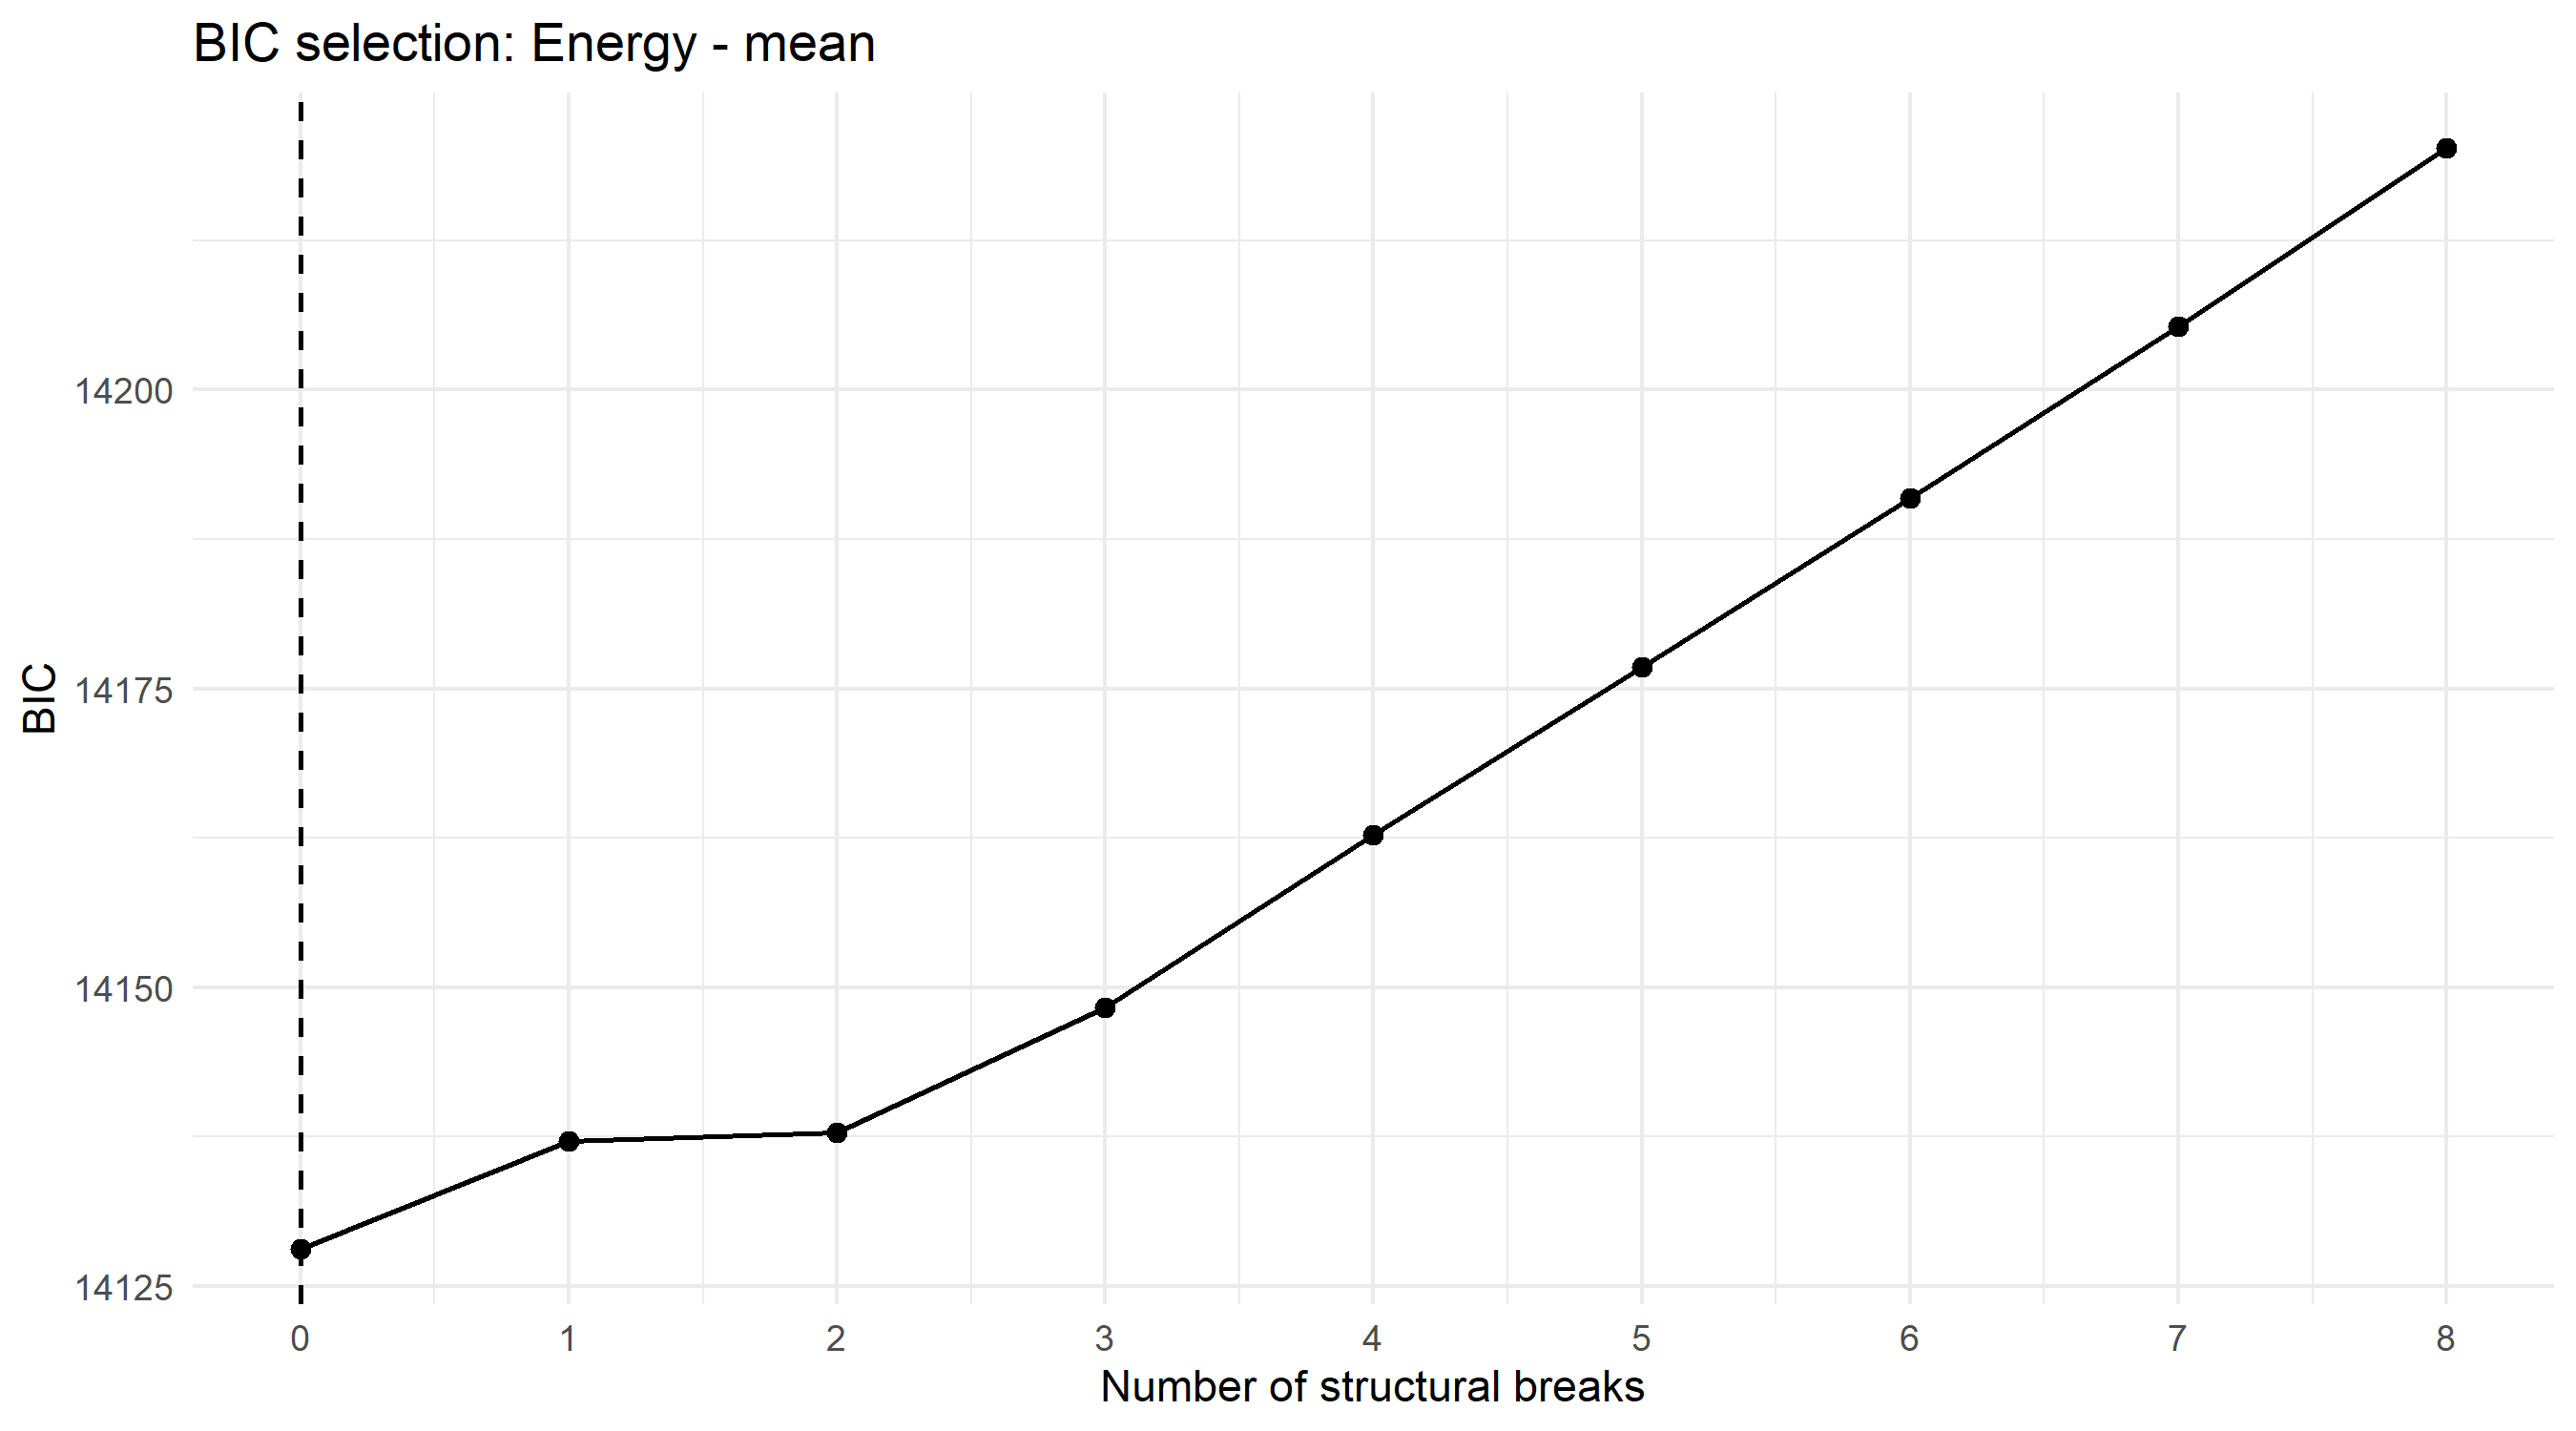 BIC selection: Energy - mean
BIC
14200
14175
14150
14125
0 1 2 3 4 5 6 7 8
Number of structural breaks